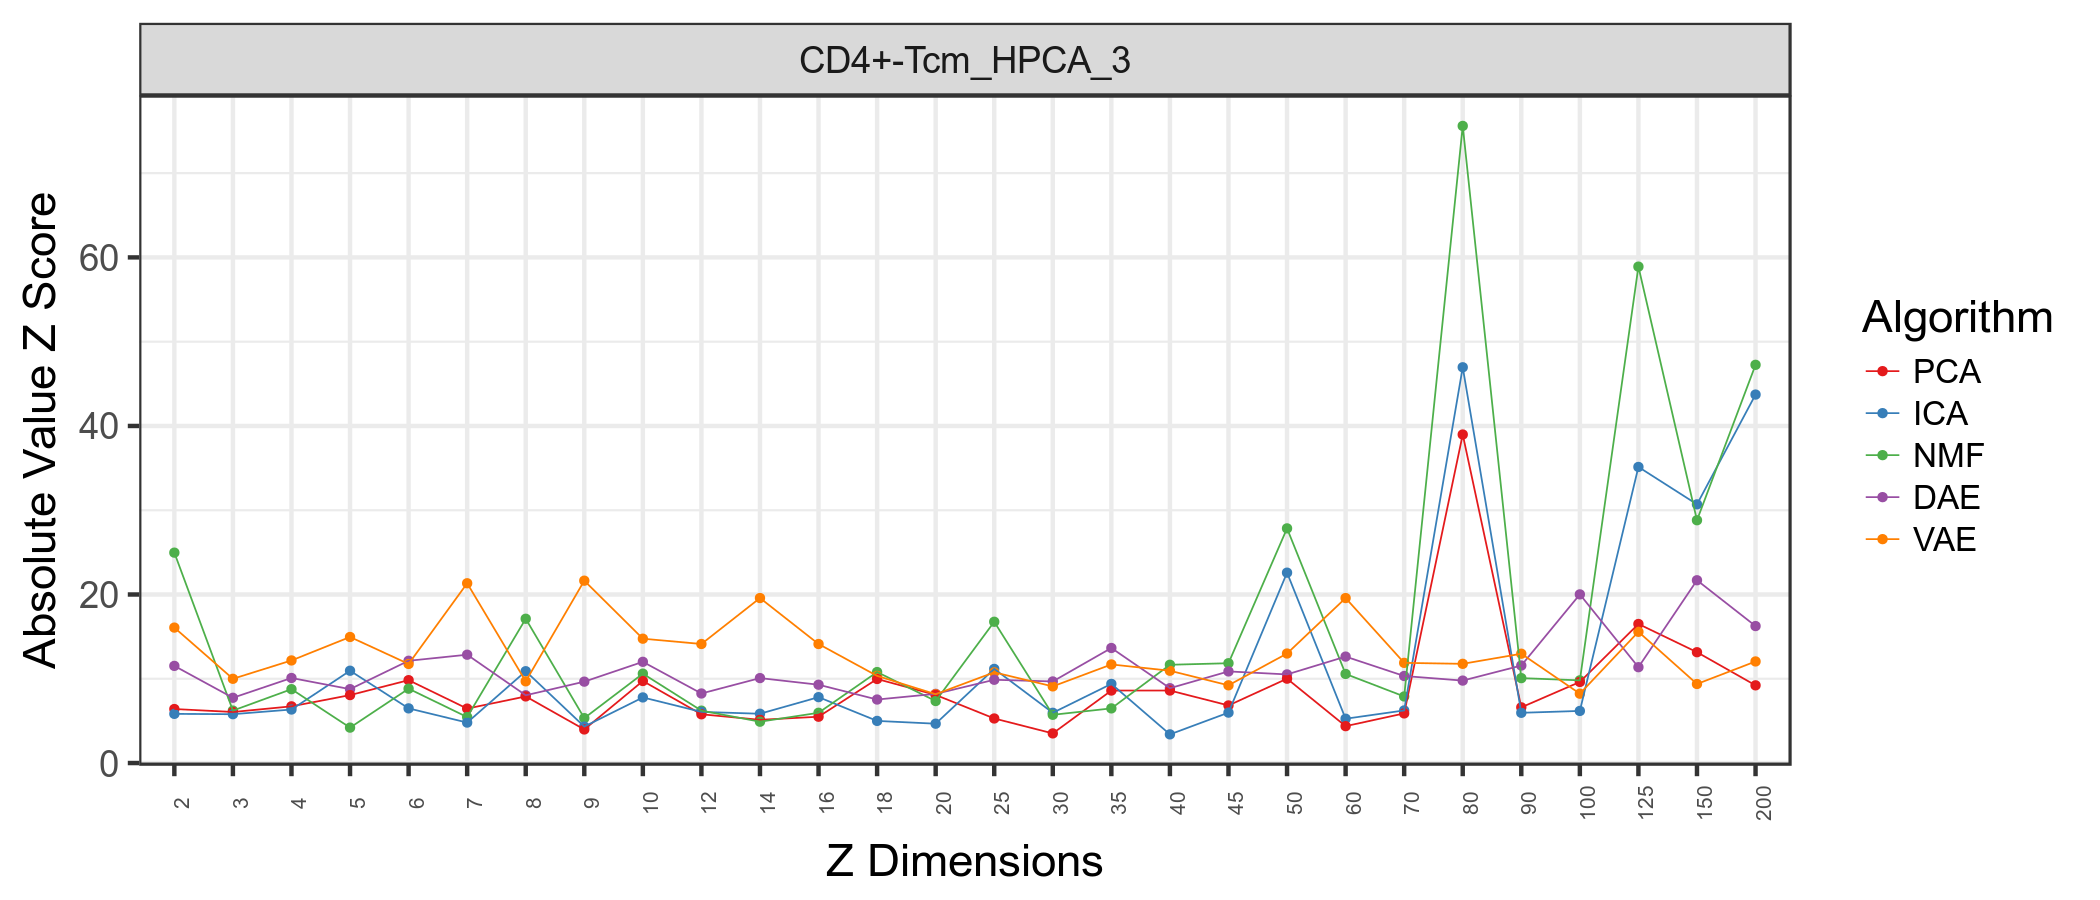 CD4+-Tcm_HPCA_3
Absolute Value Z Score
60
40
20
0
2 3 4 5 6 7 8 9 10 12 14 16 18 20 25 30 35 40 45 50 60 70 80 90 100 125 150 200
Z Dimensions
Algorithm
PCA
ICA
NMF
DAE
VAE